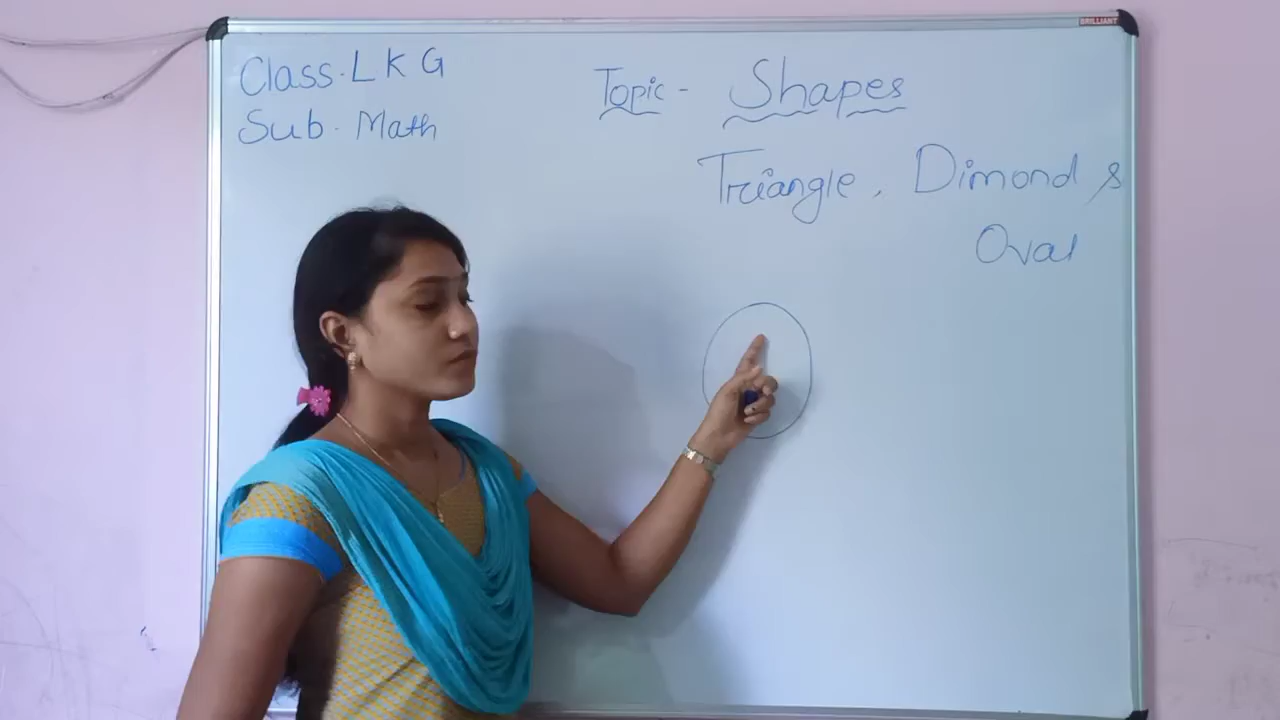 BRILLIANT
Class. L K G
Sub. Math
Topic - Shapes
Triangle, Dimond &
Oval